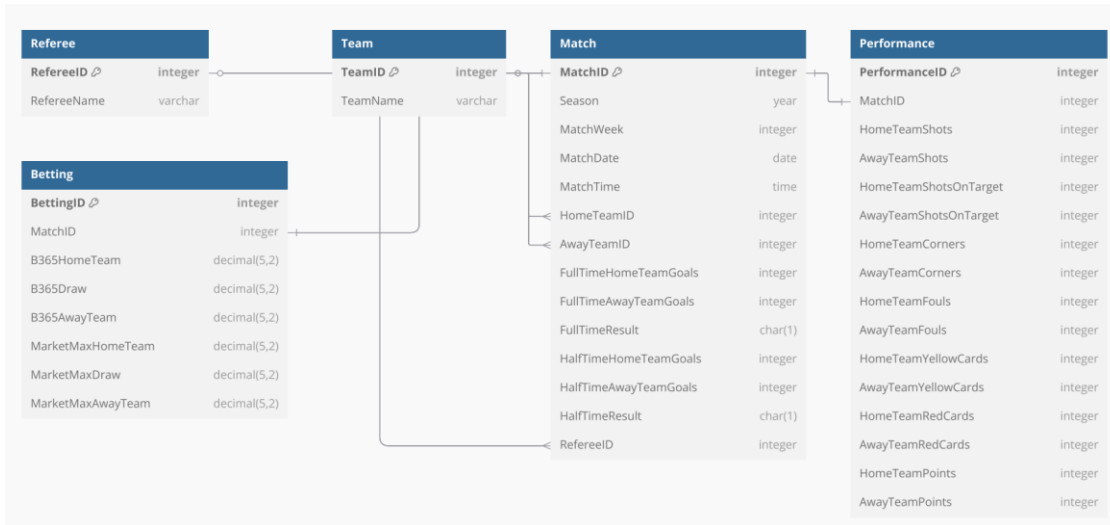 Referee
RefereeID integer
RefereeName varchar
Team
TeamID integer
TeamName varchar
Match
MatchID integer
Season year
MatchWeek integer
MatchDate date
MatchTime time
HomeTeamID integer
AwayTeamID integer
FullTimeHomeTeamGoals integer
FullTimeAwayTeamGoals integer
FullTimeResult char(1)
HalfTimeHomeTeamGoals integer
HalfTimeAwayTeamGoals integer
HalfTimeResult char(1)
RefereeID integer
Performance
PerformanceID integer
MatchID integer
HomeTeamShots integer
AwayTeamShots integer
HomeTeamShotsOnTarget integer
AwayTeamShotsOnTarget integer
HomeTeamCorners integer
AwayTeamCorners integer
HomeTeamFouls integer
AwayTeamFouls integer
HomeTeamYellowCards integer
AwayTeamYellowCards integer
HomeTeamRedCards integer
AwayTeamRedCards integer
HomeTeamPoints integer
AwayTeamPoints integer
Betting
BettingID integer
MatchID integer
B365HomeTeam decimal(5,2)
B365Draw decimal(5,2)
B365AwayTeam decimal(5,2)
MarketMaxHomeTeam decimal(5,2)
MarketMaxDraw decimal(5,2)
MarketMaxAwayTeam decimal(5,2)